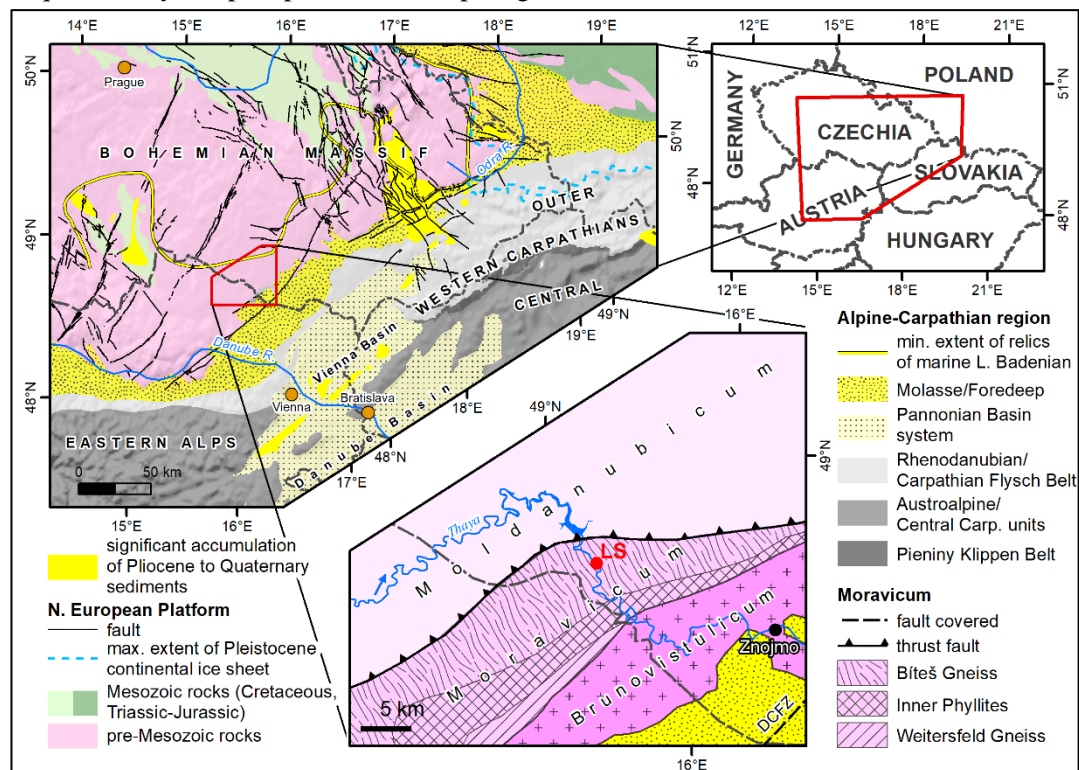 14°E
15°E
16°E
17°E
18°E
19°E
50°N
Prague
BOHEMIAN MASSIF
Odra R.
50°N
49°N
OUTER
WESTERN CARPATHIANS
CENTRAL
49°N
19°E
Danube R.
Vienna Basin
48°N
Vienna
Bratislava
18°E
EASTERN ALPS
Danube Basin
48°N
17°E
0 50 km
15°E
16°E
51°N
GERMANY
POLAND
51°N
CZECHIA
SLOVAKIA
48°N
AUSTRIA
48°N
HUNGARY
12°E
15°E
18°E
21°E
16°E
49°N
49°N
Moldanubicum
Thaya
LS
Moravicum
Brunovistulicum
Znojmo
DCFZ
5 km
16°E
significant accumulation
of Pliocene to Quaternary
sediments
N. European Platform
fault
max. extent of Pleistocene
continental ice sheet
Mesozoic rocks (Cretaceous,
Triassic-Jurassic)
pre-Mesozoic rocks
Alpine-Carpathian region
min. extent of relics
of marine L. Badenian
Molasse/Foredeep
Pannonian Basin
system
Rhenodanubian/
Carpathian Flysch Belt
Austroalpine/
Central Carp. units
Pieniny Klippen Belt
Moravicum
fault covered
thrust fault
Bíteš Gneiss
Inner Phyllites
Weitersfeld Gneiss